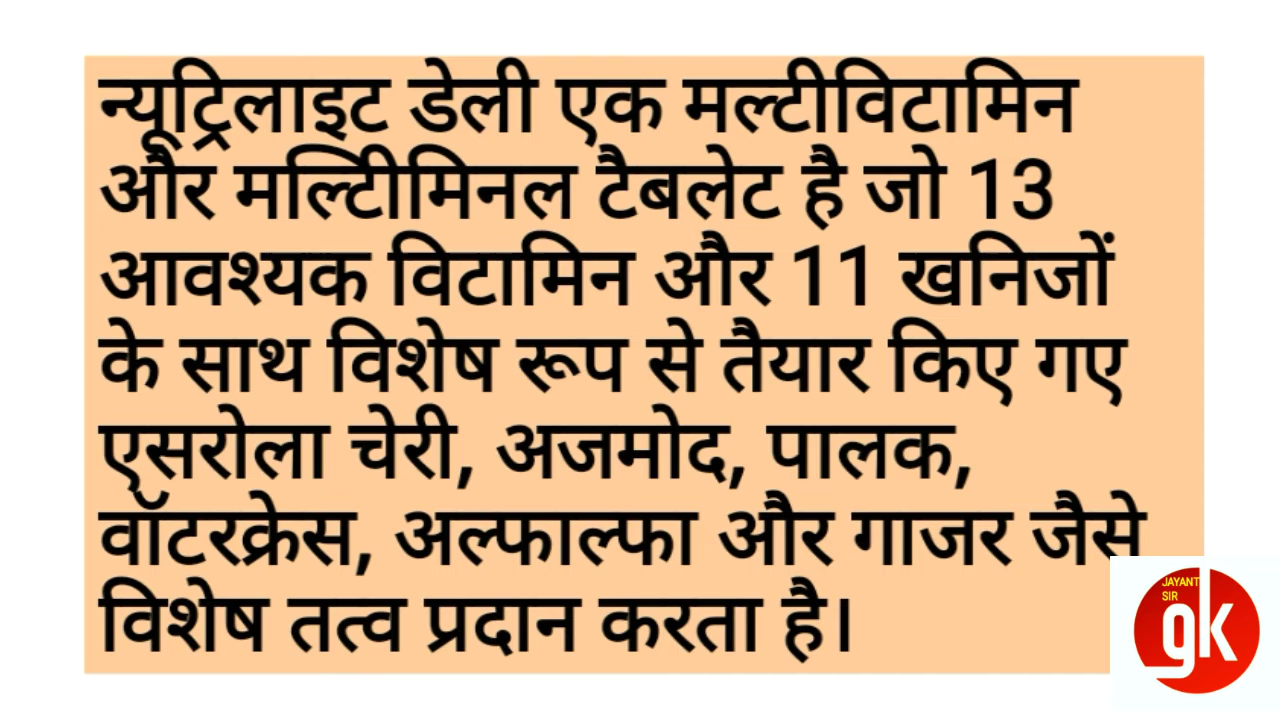 न्यूट्रिलाइट डेली एक मल्टीविटामिन
और मल्टिीमिनल टैबलेट है जो 13
आवश्यक विटामिन और 11 खनिजों
के साथ विशेष रूप से तैयार किए गए
एसरोला चेरी, अजमोद, पालक,
वॉटरक्रेस, अल्फाल्फा और गाजर जैसे
विशेष तत्व प्रदान करता है।
JAYANT
SIR
gk